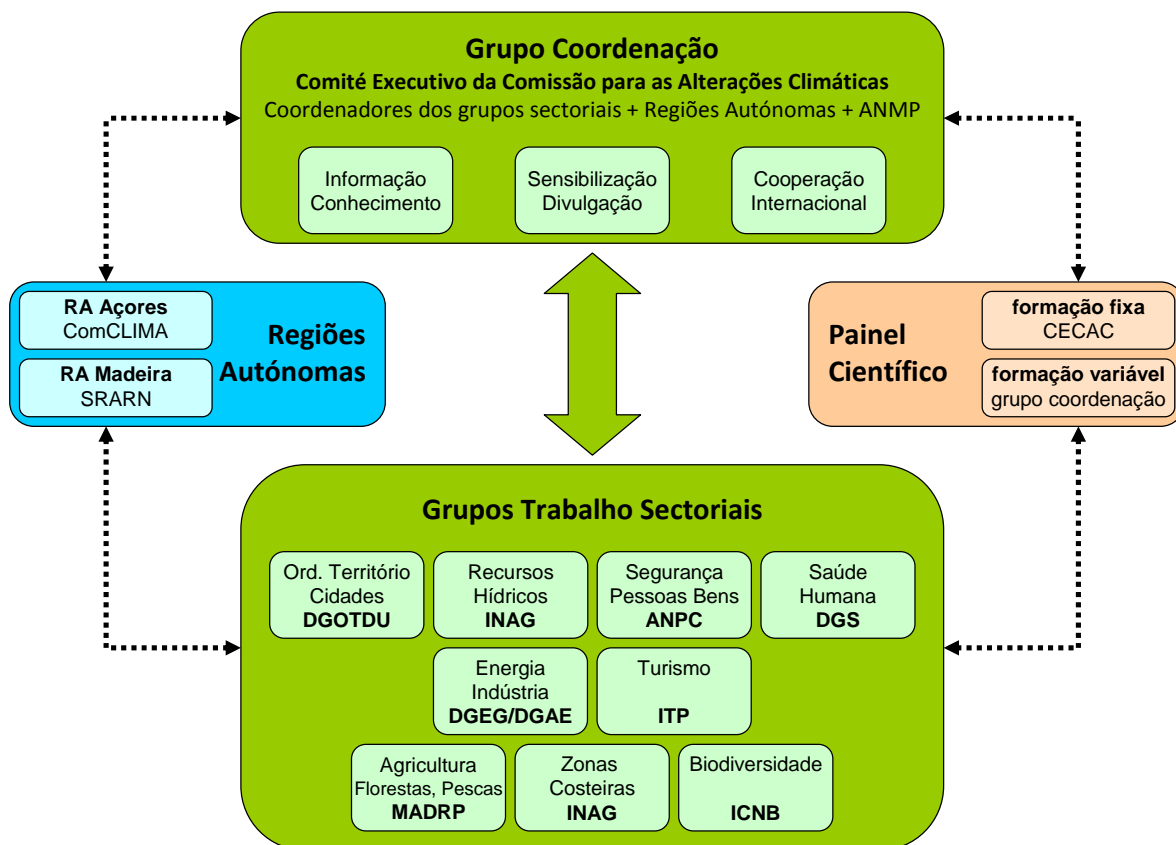 Grupo Coordenação
Comité Executivo da Comissão para as Alterações Climáticas
Coordenadores dos grupos sectoriais + Regiões Autónomas + ANMP
Informação
Conhecimento
Sensibilização
Divulgação
Cooperação
Internacional
RA Açores
ComCLIMA
RA Madeira
SRARN
Regiões
Autónomas
Painel
Científico
formação fixa
CECAC
formação variável
grupo coordenação
Grupos Trabalho Sectoriais
Ord. Território
Cidades
DGOTDU
Recursos
Hídricos
INAG
Segurança
Pessoas Bens
ANPC
Saúde
Humana
DGS
Energia
Indústria
DGEG/DGAE
Turismo
ITP
Agricultura
Florestas, Pescas
MADRP
Zonas
Costeiras
INAG
Biodiversidade
ICNB